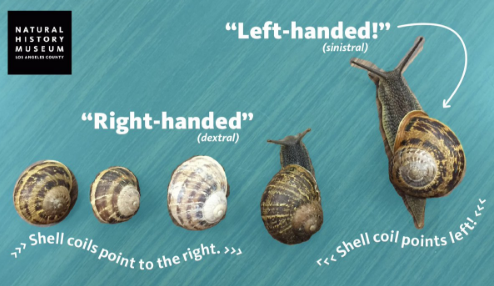 NATURAL
HISTORY
MUSEUM
LOS ANGELES COUNTY
“Left-handed!”
(sinistral)
“Right-handed”
(dextral)
>>> Shell coils point to the right. >>>
<<< Shell coil points left! <<<